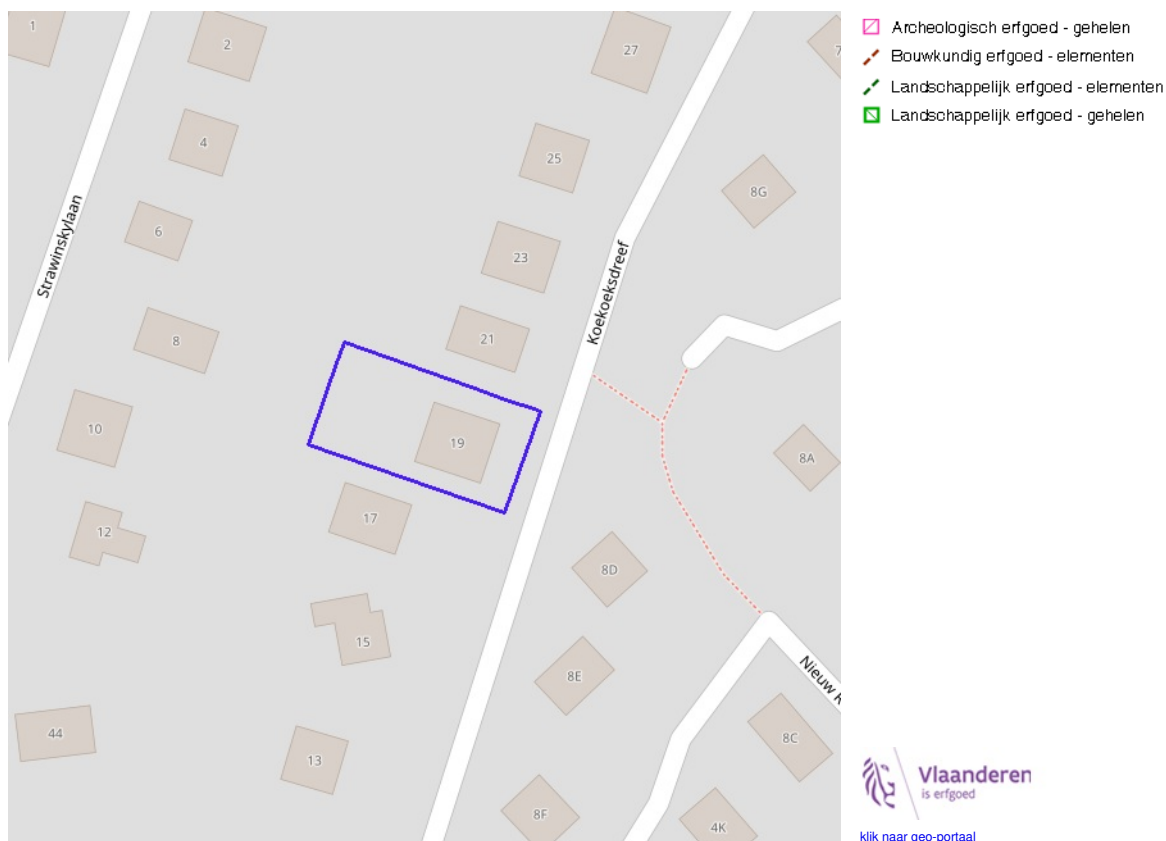 1
2
27
7
4
25
8G
6
23
Strawinskylaan
Koekoeksdreef
8
21
10
19
8A
17
12
8D
15
8E
Nieuw
44
13
8C
8F
4K
Archeologisch erfgoed - gehelen
Bouwkundig erfgoed - elementen
Landschappelijk erfgoed - elementen
Landschappelijk erfgoed - gehelen
Vlaanderen
is erfgoed
klik naar geo-portaal